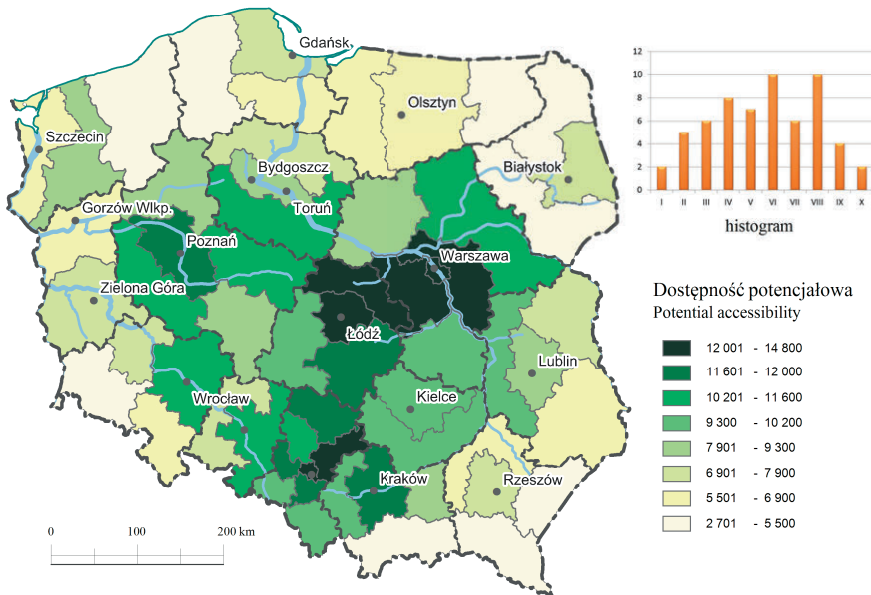 Gdańsk
Olsztyn
Szczecin
Białystok
Bydgoszcz
Toruń
Gorzów Wlkp.
Poznań
Warszawa
Zielona Góra
Łódź
Lublin
Wrocław
Kielce
Kraków
Rzeszów
0 100 200 km
12
10
8
6
4
2
0
I II III IV V VI VII VIII IX X
histogram
Dostępność potencjałowa
Potential accessibility
12 001 - 14 800
11 601 - 12 000
10 201 - 11 600
9 300 - 10 200
7 901 - 9 300
6 901 - 7 900
5 501 - 6 900
2 701 - 5 500